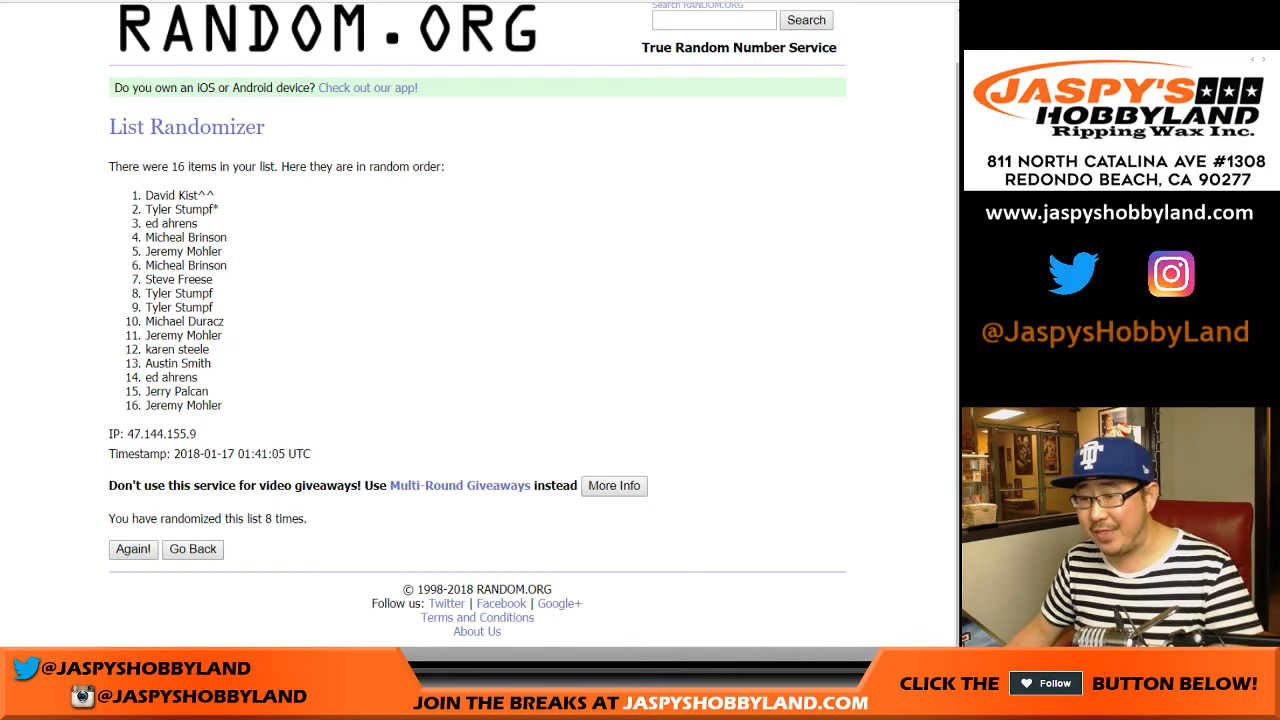 Search RANDOM.ORG
RANDOM.ORG
Search
True Random Number Service
Do you own an iOS or Android device? Check out our app!
List Randomizer
There were 16 items in your list. Here they are in random order:
1. David Kist^^
2. Tyler Stumpf*
3. ed ahrens
4. Micheal Brinson
5. Jeremy Mohler
6. Micheal Brinson
7. Steve Freese
8. Tyler Stumpf
9. Tyler Stumpf
10. Michael Duracz
11. Jeremy Mohler
12. karen steele
13. Austin Smith
14. ed ahrens
15. Jerry Palcan
16. Jeremy Mohler
IP: 47.144.155.9
Timestamp: 2018-01-17 01:41:05 UTC
Don't use this service for video giveaways! Use Multi-Round Giveaways instead More Info
You have randomized this list 8 times.
Again! Go Back
© 1998-2018 RANDOM.ORG
Follow us: Twitter | Facebook | Google+
Terms and Conditions
About Us
JASPY'S
HOBBYLAND
Ripping Wax Inc.
811 NORTH CATALINA AVE #1308
REDONDO BEACH, CA 90277
www.jaspyshobbyland.com
@JaspysHobbyLand
@JASPYSHOBBYLAND
@JASPYSHOBBYLAND
JOIN THE BREAKS AT JASPYSHOBBYLAND.COM
CLICK THE Follow BUTTON BELOW!